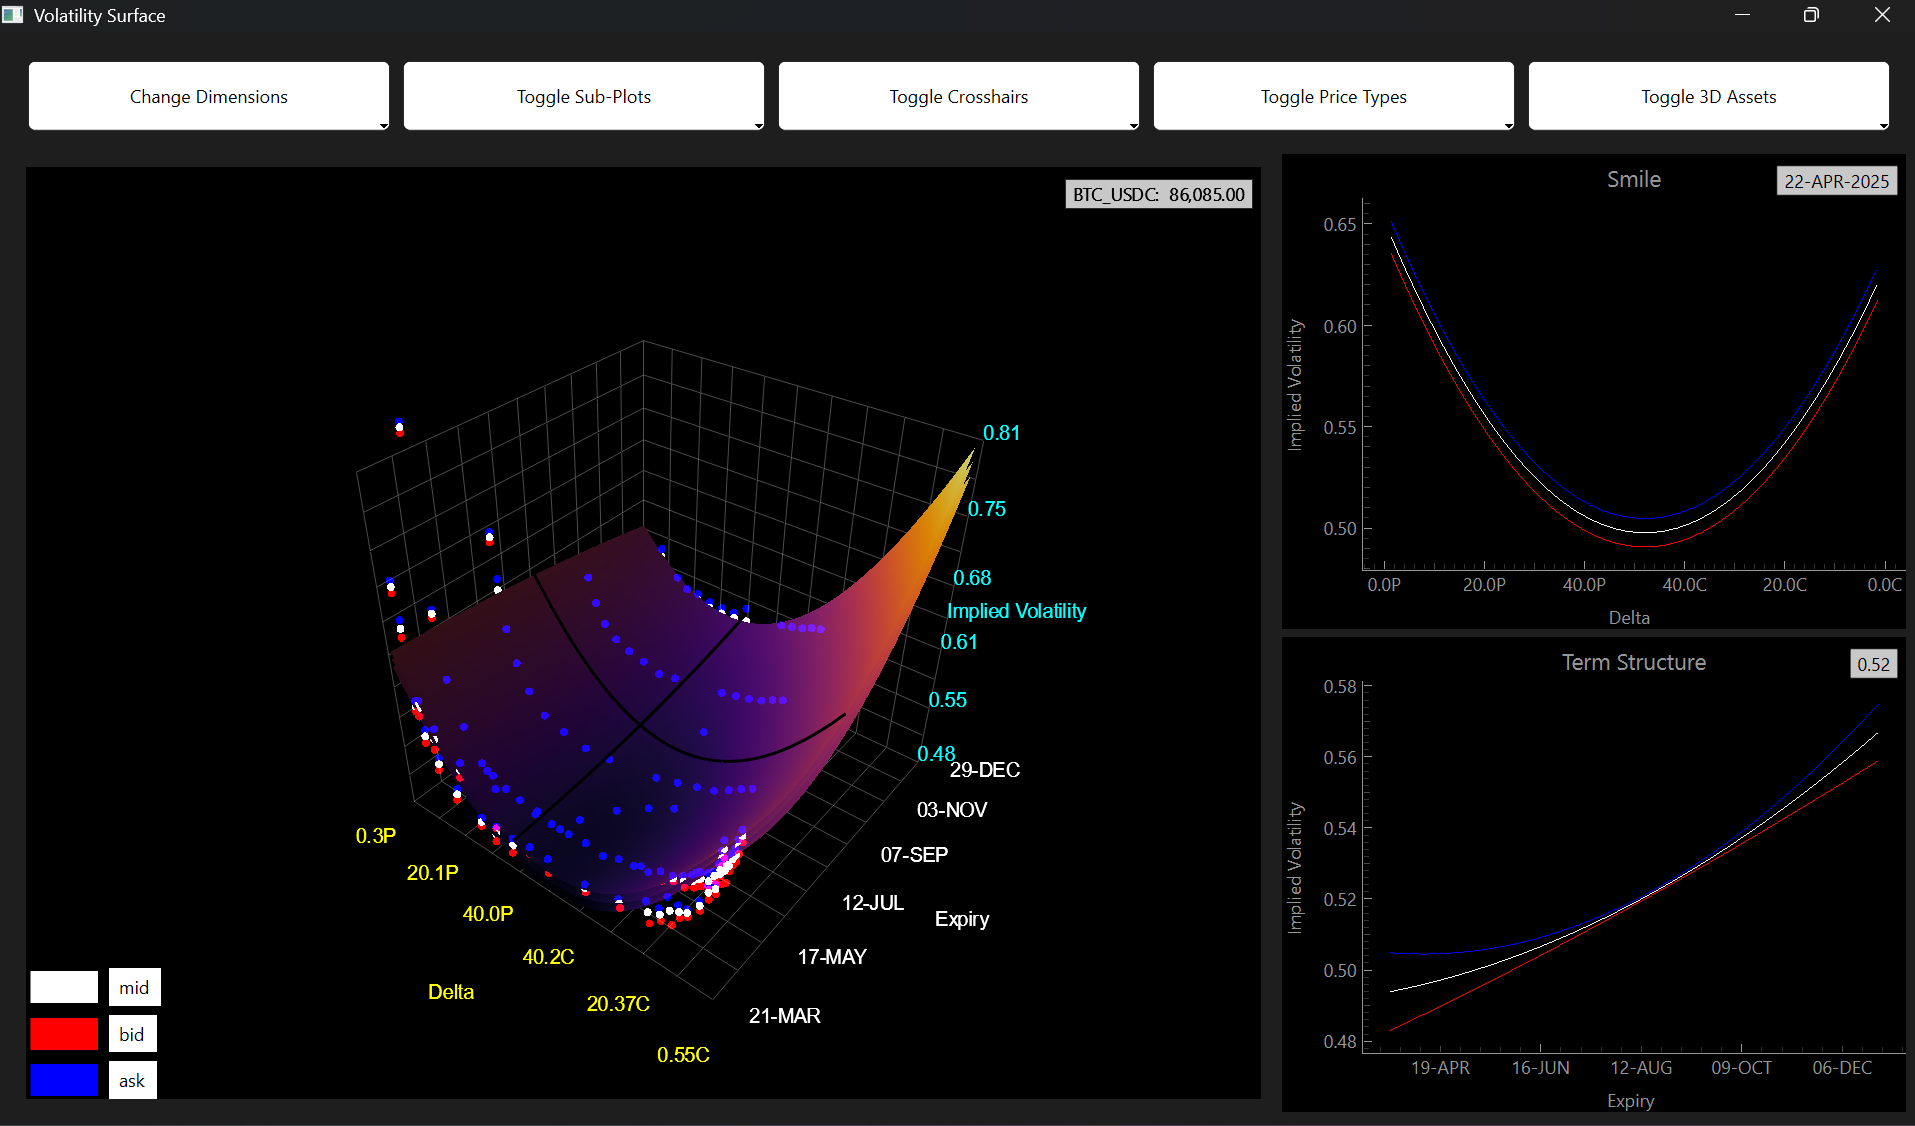 Volatility Surface
Change Dimensions
Toggle Sub-Plots
Toggle Crosshairs
Toggle Price Types
Toggle 3D Assets
BTC_USDC: 86,085.00
0.81
0.75
0.68
Implied Volatility
0.61
0.55
0.48
29-DEC
03-NOV
07-SEP
12-JUL
Expiry
17-MAY
21-MAR
0.3P
20.1P
40.0P
40.2C
Delta
20.37C
0.55C
mid
bid
ask
Smile
22-APR-2025
0.65
0.60
0.55
0.50
Implied Volatility
0.0P
20.0P
40.0P
40.0C
20.0C
0.0C
Delta
Term Structure
0.52
0.58
0.56
0.54
0.52
0.50
0.48
Implied Volatility
19-APR
16-JUN
12-AUG
09-OCT
06-DEC
Expiry